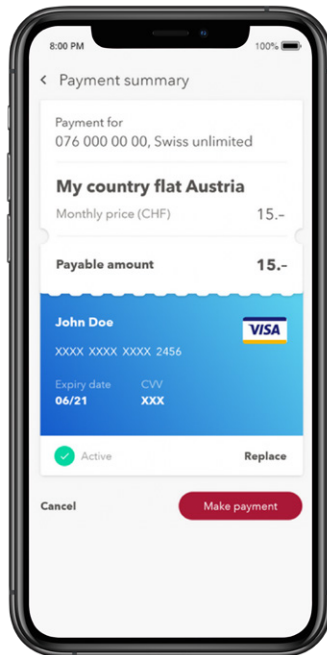 8:00 PM 100%
Payment summary
Payment for
076 000 00 00, Swiss unlimited
My country flat Austria
Monthly price (CHF) 15.–
Payable amount 15.–
John Doe
VISA
XXXX XXXX XXXX 2456
Expiry date CVV
06/21 XXX
Active Replace
Cancel Make payment